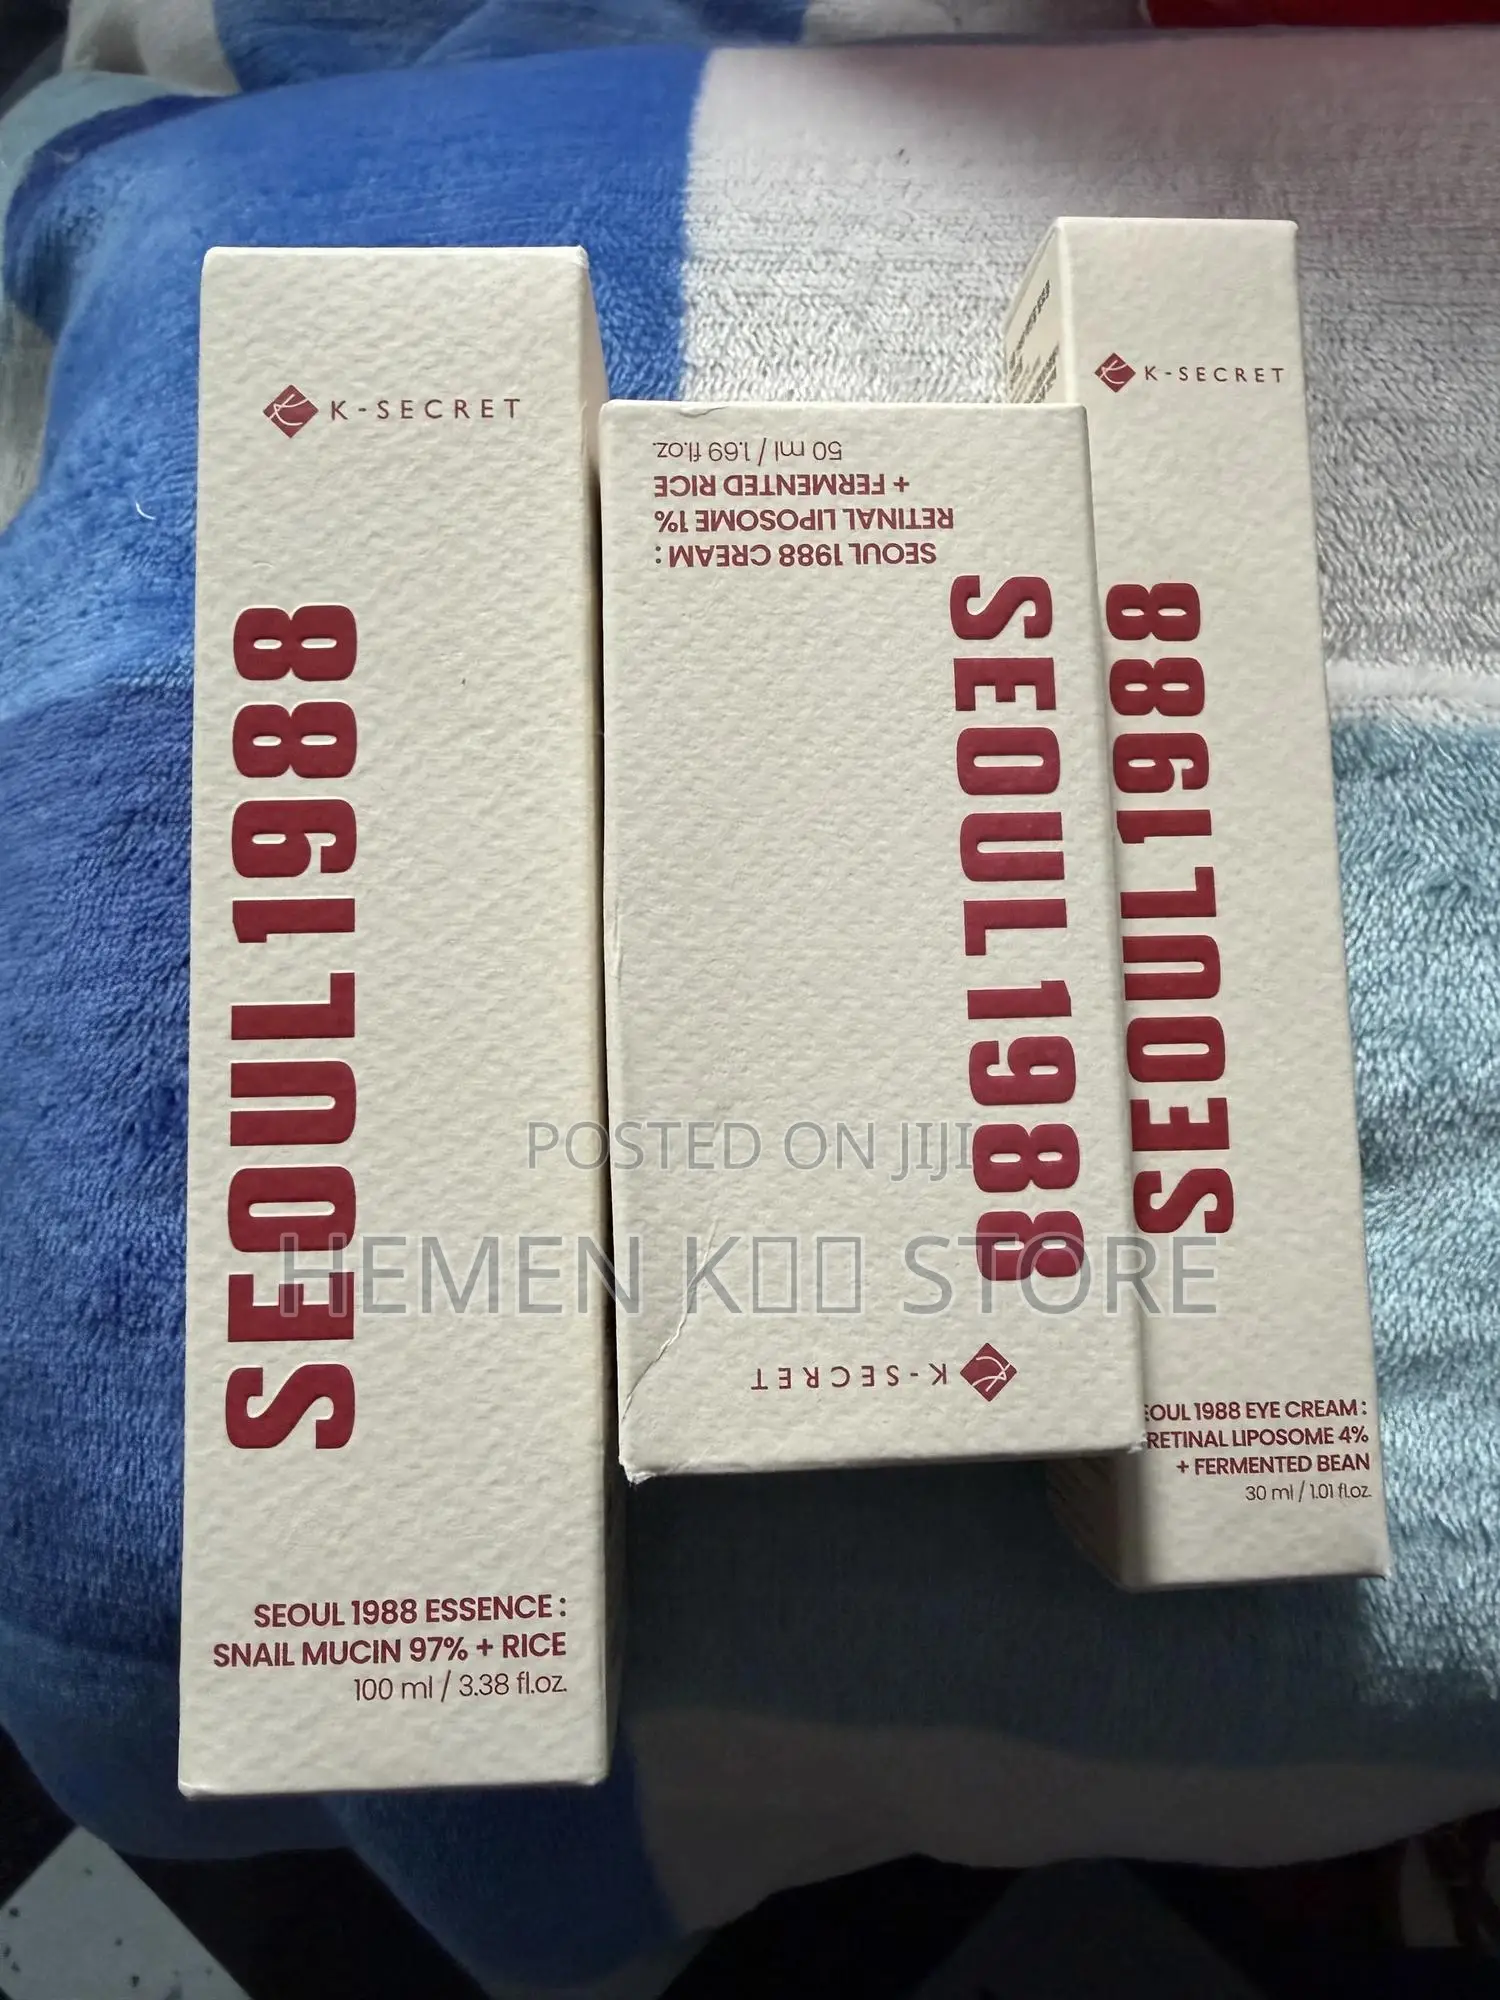 K-SECRET
SEOUL1988
SEOUL 1988 ESSENCE :
SNAIL MUCIN 97% + RICE
100 ml / 3.38 fl.oz.
K-SECRET
SEOUL1988
SEOUL 1988 CREAM :
RETINAL LIPOSOME 1%
+ FERMENTED RICE
50 ml / 1.69 fl.oz.
K-SECRET
SEOUL1988
EOUL 1988 EYE CREAM :
RETINAL LIPOSOME 4%
+ FERMENTED BEAN
30 ml / 1.01 fl.oz.
POSTED ON JIJI
HEMEN K▯▯ STORE